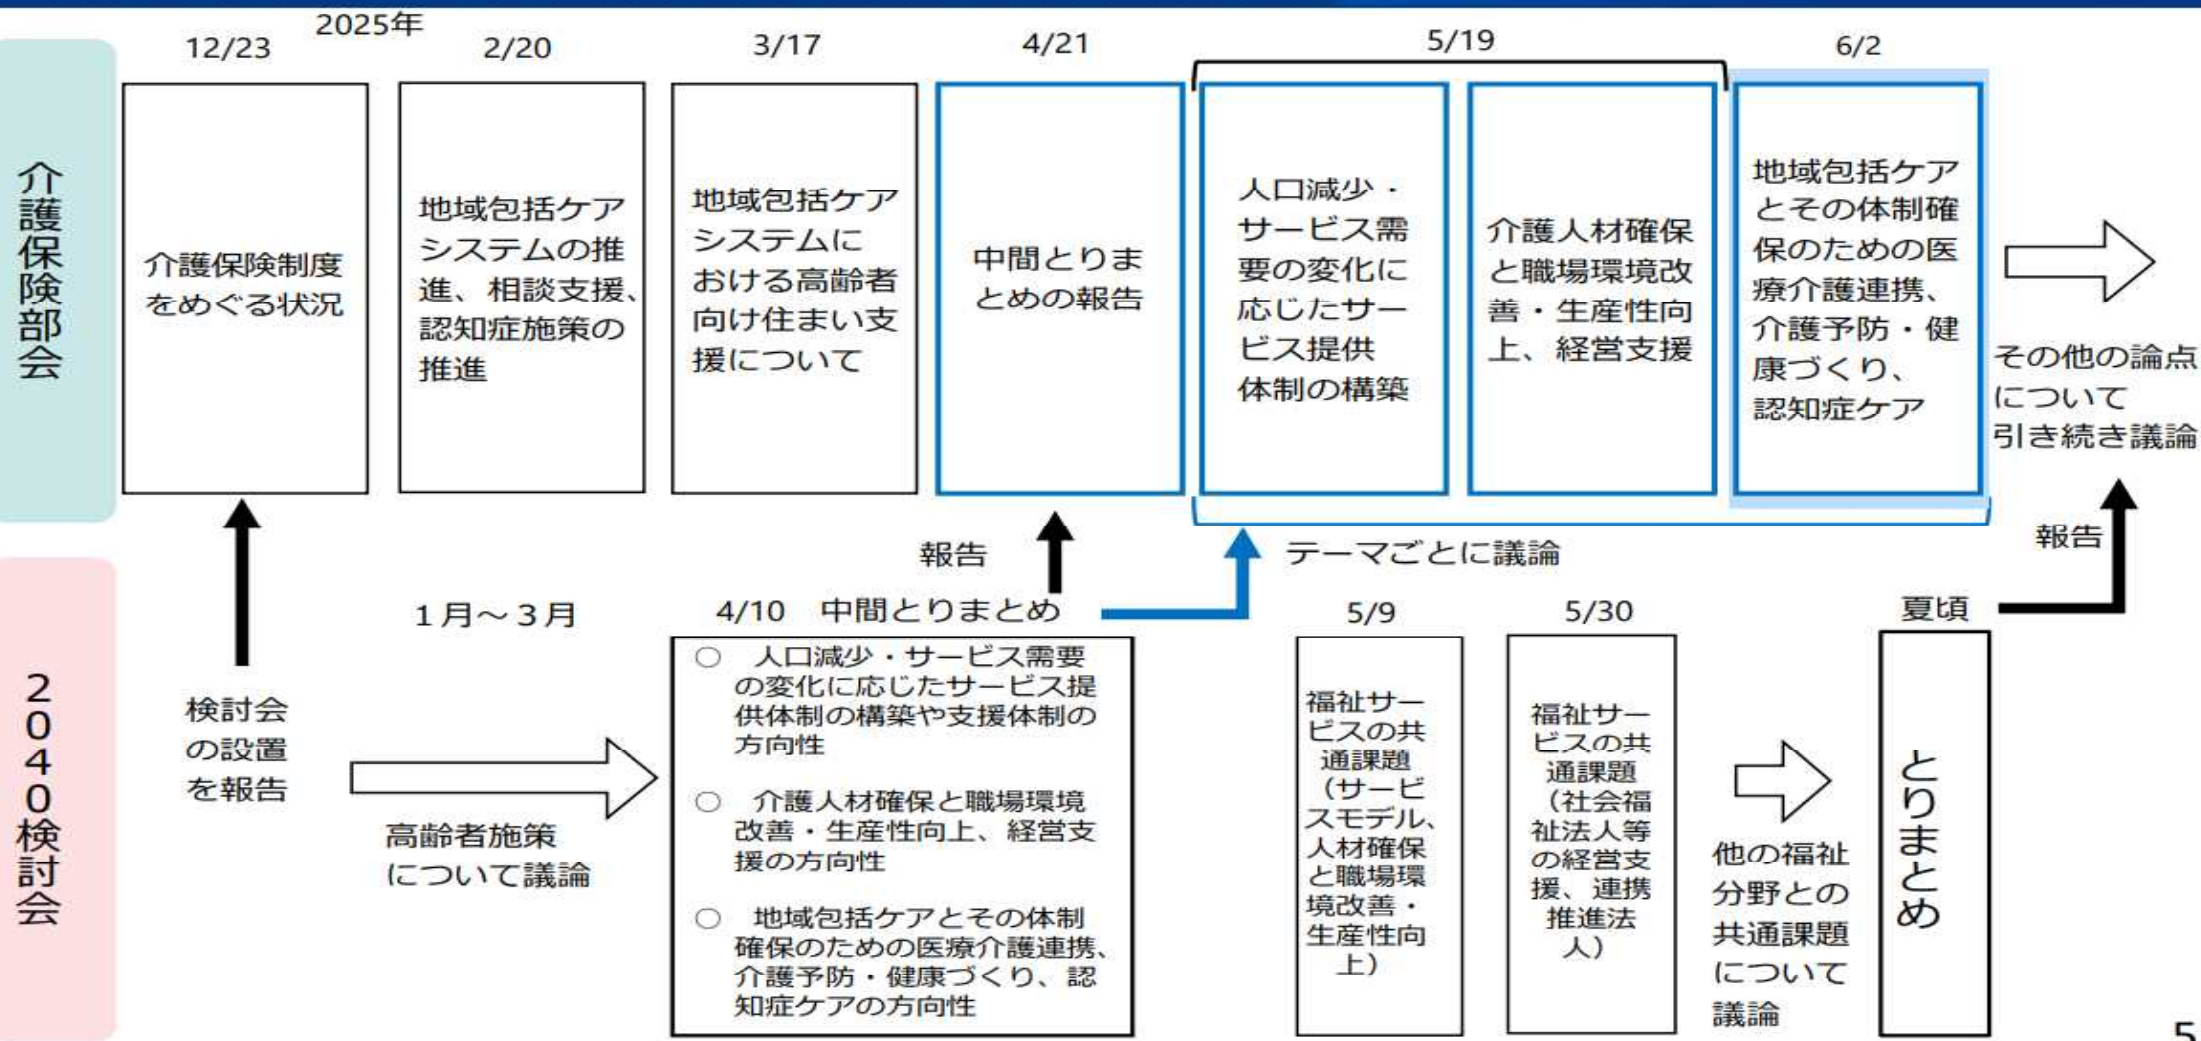 2025年
12/23
2/20
3/17
4/21
5/19
6/2
介護保険部会
介護保険制度
をめぐる状況
地域包括ケア
システムの推
進、相談支援、
認知症施策の
推進
地域包括ケア
システムに
おける高齢者
向け住まい支
援について
中間とりま
とめの報告
人口減少・
サービス需
要の変化に
応じたサー
ビス提供
体制の構築
介護人材確保
と職場環境改
善・生産性向
上、経営支援
地域包括ケア
とその体制確
保のための医
療介護連携、
介護予防・健
康づくり、
認知症ケア
その他の論点
について
引き続き議論
報告
テーマごとに議論
報告
2040検討会
検討会
の設置
を報告
1月～3月
高齢者施策
について議論
4/10 中間とりまとめ
○ 人口減少・サービス需要
の変化に応じたサービス提
供体制の構築や支援体制の
方向性
○ 介護人材確保と職場環境
改善・生産性向上、経営支
援の方向性
○ 地域包括ケアとその体制
確保のための医療介護連携、
介護予防・健康づくり、認
知症ケアの方向性
5/9
福祉サー
ビスの共
通課題
（サービ
スモデル、
人材確保
と職場環
境改善・
生産性向
上）
5/30
福祉サー
ビスの共
通課題
（社会福
祉法人等
の経営支
援、連携
推進法
人）
他の福祉
分野との
共通課題
について
議論
夏頃
とりまとめ
5